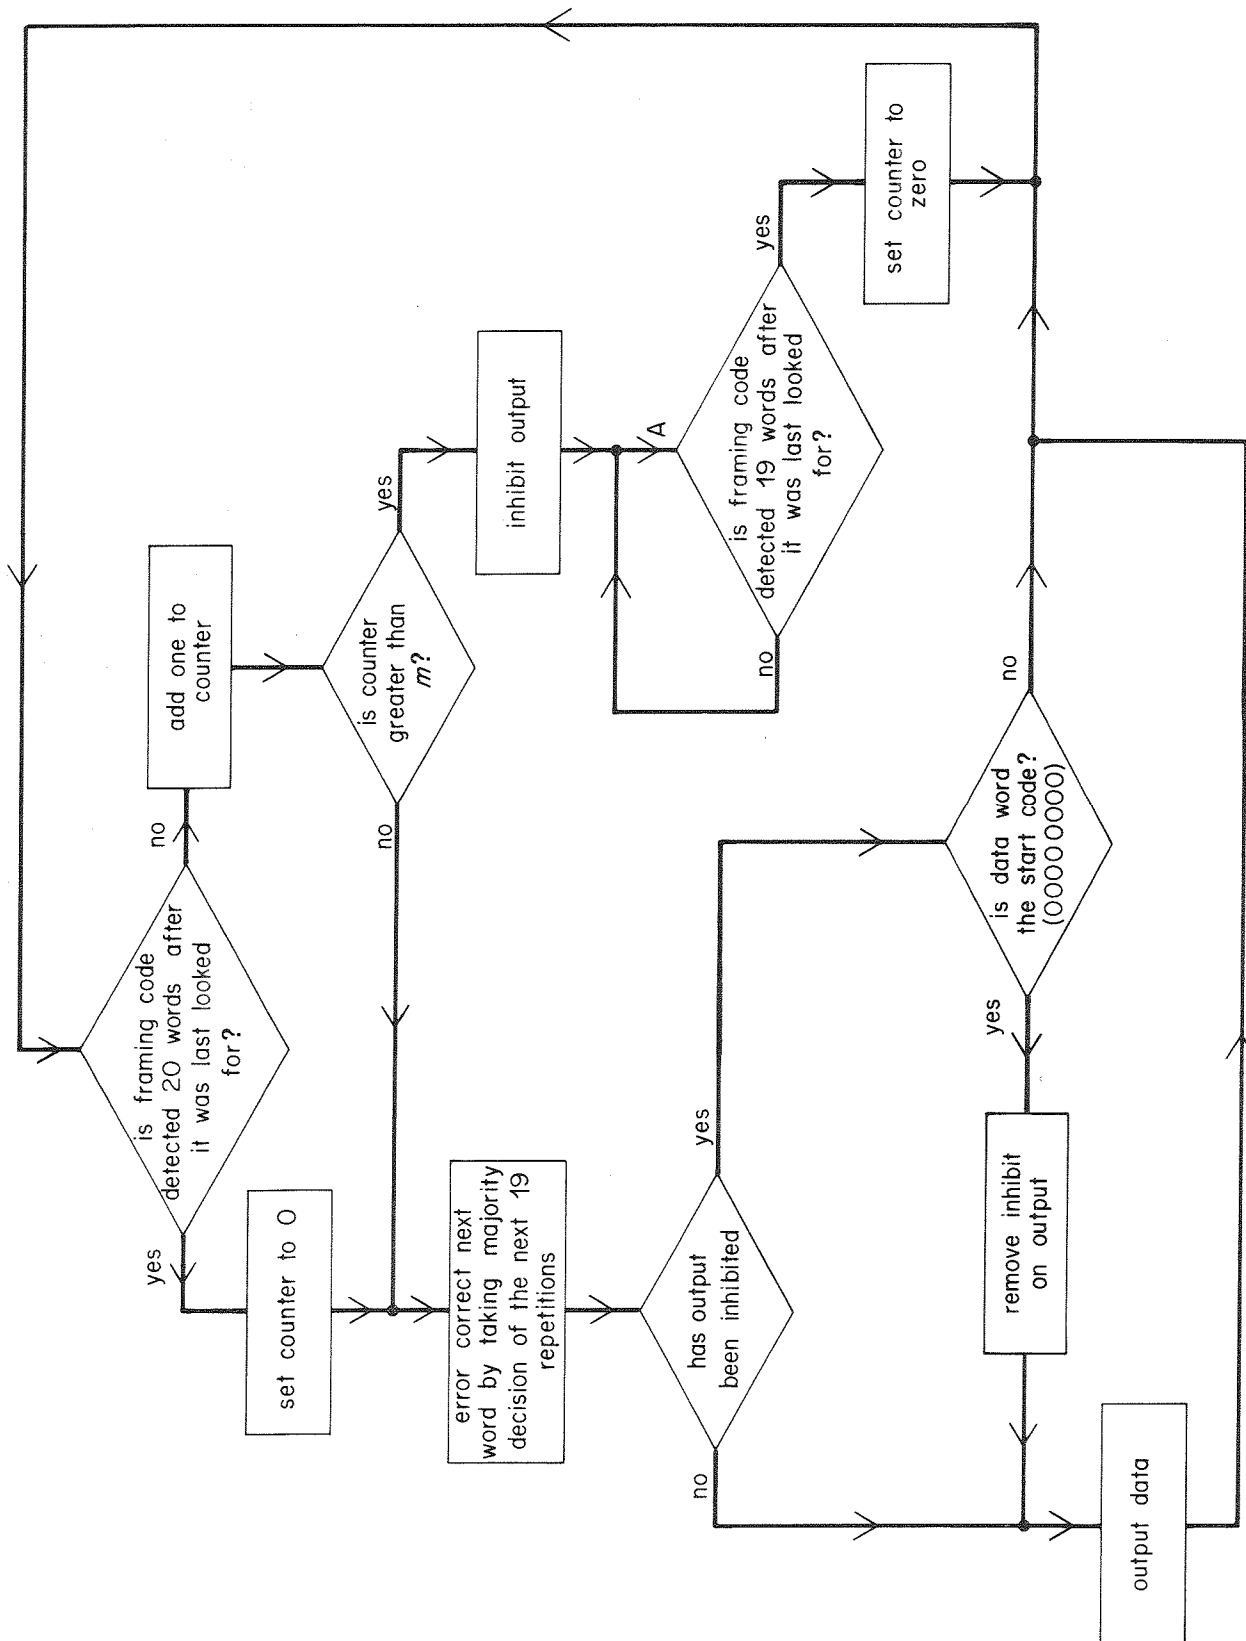 is framing code
detected 20 words after
it was last looked
for?
yes
no
set counter to 0
add one to
counter
is counter
greater than
m?
no
yes
error correct next
word by taking majority
decision of the next 19
repetitions
inhibit output
A
has output
been inhibited
no
yes
is framing code
detected 19 words after
it was last looked
for?
no
yes
set counter to
zero
is data word
the start code?
(00000000)
yes
no
remove inhibit
on output
output data